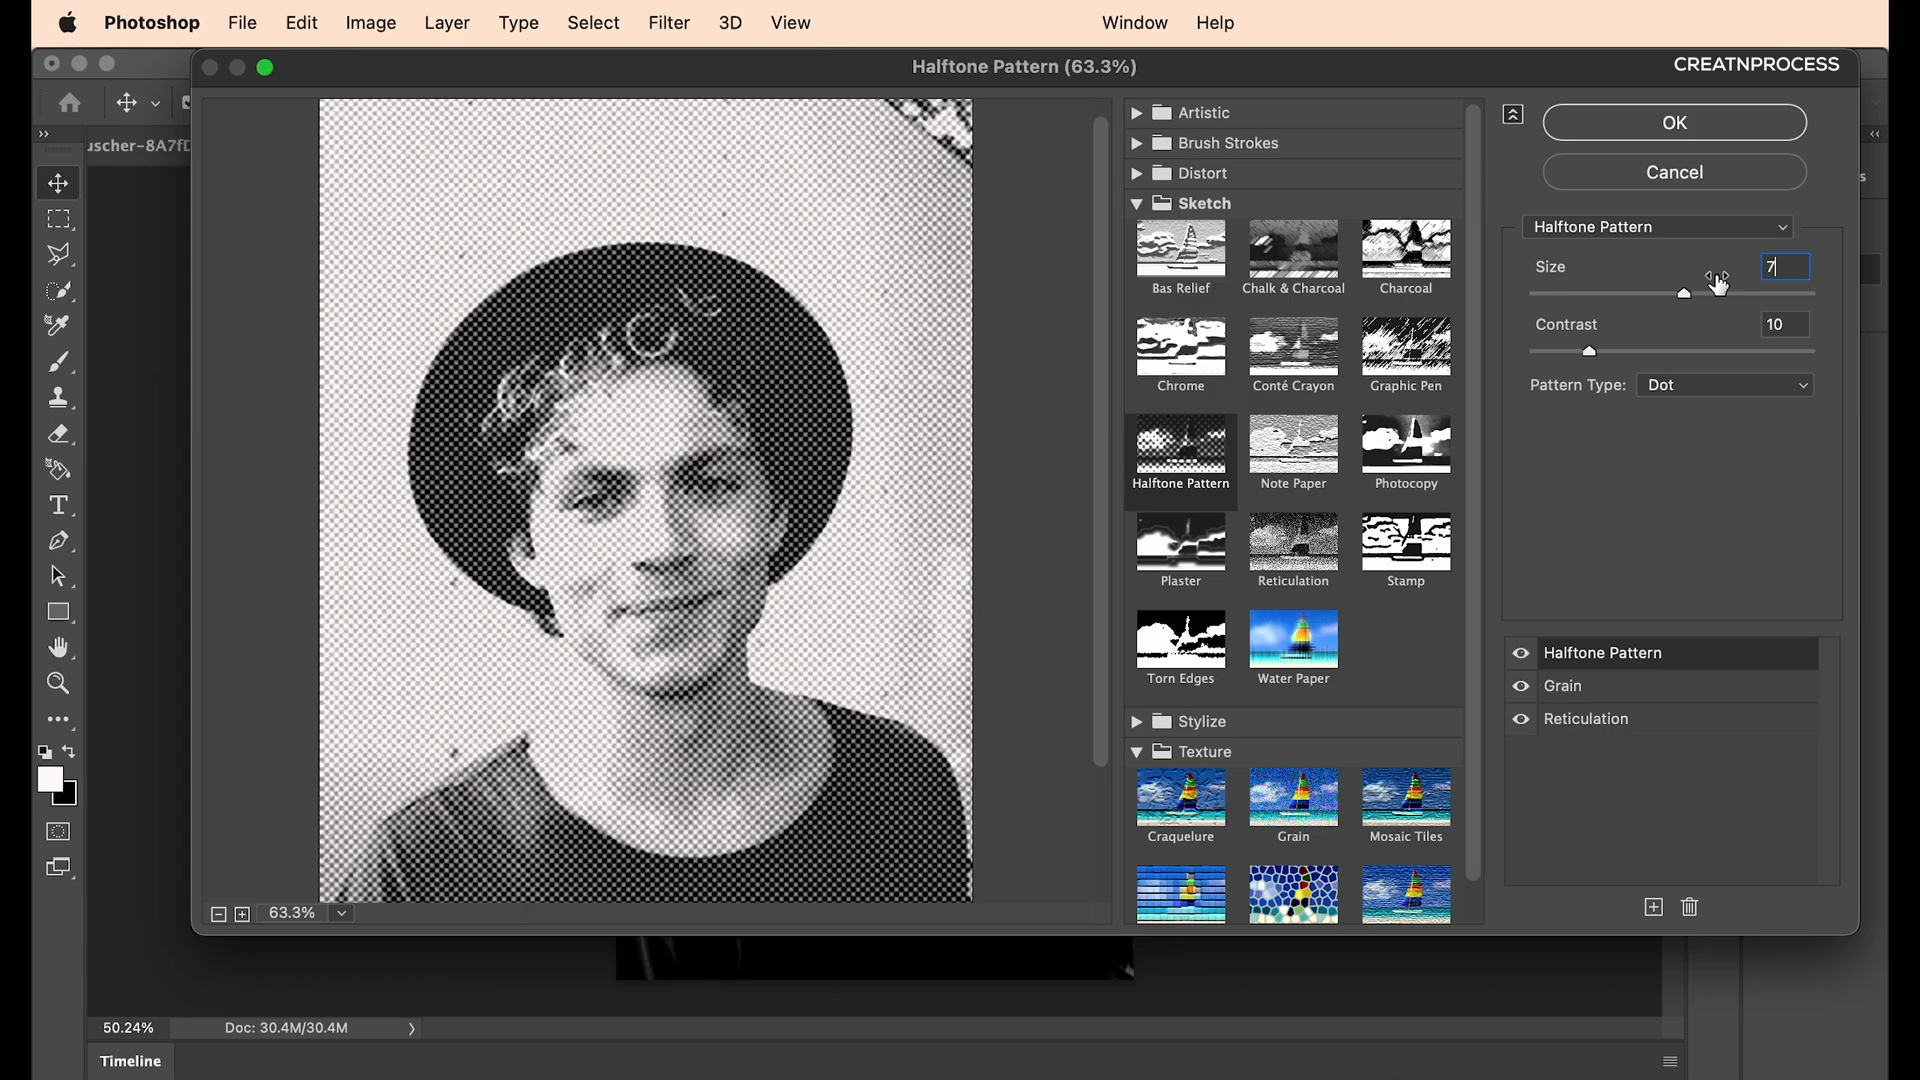 Photoshop File Edit Image Layer Type Select Filter 3D View Window Help
Halftone Pattern (63.3%)
CREATNPROCESS
uscher-8A7fD
Artistic
Brush Strokes
Distort
Sketch
Bas Relief Chalk & Charcoal Charcoal
Chrome Conté Crayon Graphic Pen
Halftone Pattern Note Paper Photocopy
Plaster Reticulation Stamp
Torn Edges Water Paper
Stylize
Texture
Craquelure Grain Mosaic Tiles
OK
Cancel
Halftone Pattern
Size 7
Contrast 10
Pattern Type: Dot
Halftone Pattern
Grain
Reticulation
63.3%
50.24% Doc: 30.4M/30.4M
Timeline